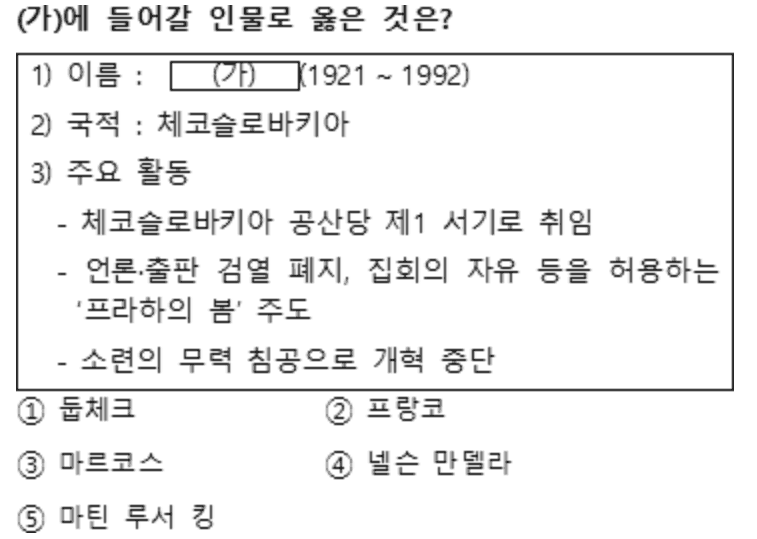 (가)에 들어갈 인물로 옳은 것은?
1) 이름 : (가) (1921 ~ 1992)
2) 국적 : 체코슬로바키아
3) 주요 활동
- 체코슬로바키아 공산당 제1 서기로 취임
- 언론·출판 검열 폐지, 집회의 자유 등을 허용하는
'프라하의 봄' 주도
- 소련의 무력 침공으로 개혁 중단
① 둡체크 ② 프랑코
③ 마르코스 ④ 넬슨 만델라
⑤ 마틴 루서 킹